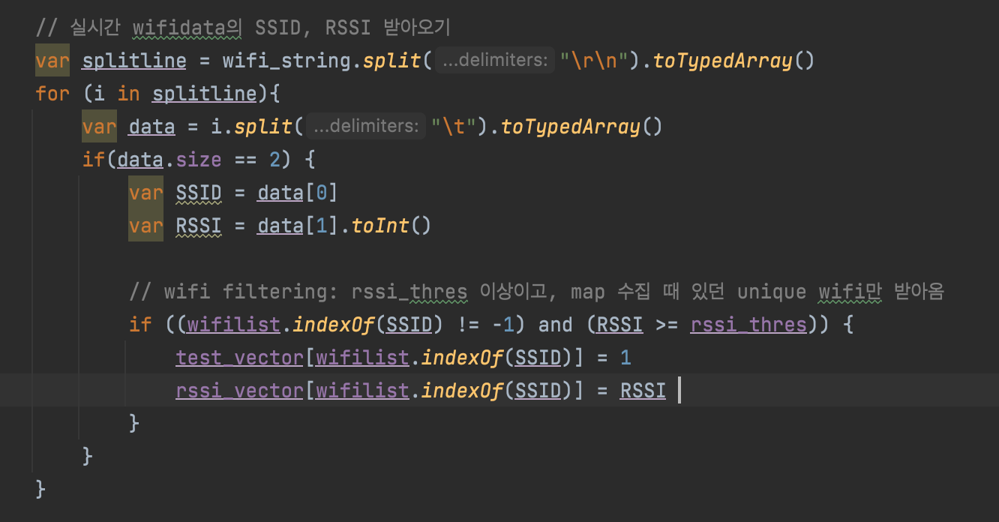 // 실시간 wifidata의 SSID, RSSI 받아오기
var splitline = wifi_string.split( ...delimiters: "\r\n").toTypedArray()
for (i in splitline){
var data = i.split( ...delimiters: "\t").toTypedArray()
if(data.size == 2) {
var SSID = data[0]
var RSSI = data[1].toInt()
// wifi filtering: rssi_thres 이상이고, map 수집 때 있던 unique wifi만 받아옴
if ((wifilist.indexOf(SSID) != -1) and (RSSI >= rssi_thres)) {
test_vector[wifilist.indexOf(SSID)] = 1
rssi_vector[wifilist.indexOf(SSID)] = RSSI
}
}
}